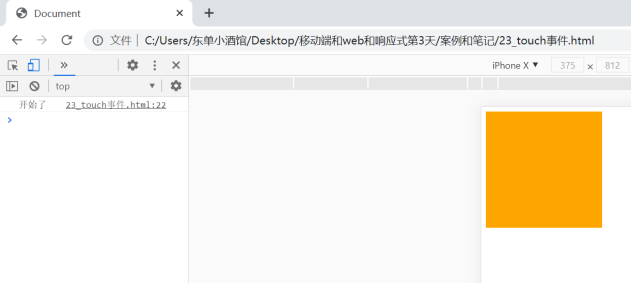 Document
文件 | C:/Users/东单小酒馆/Desktop/移动端和web和响应式第3天/案例和笔记/23_touch事件.html
iPhone X ▼ 375 × 812
top
开始了 23_touch事件.html:22